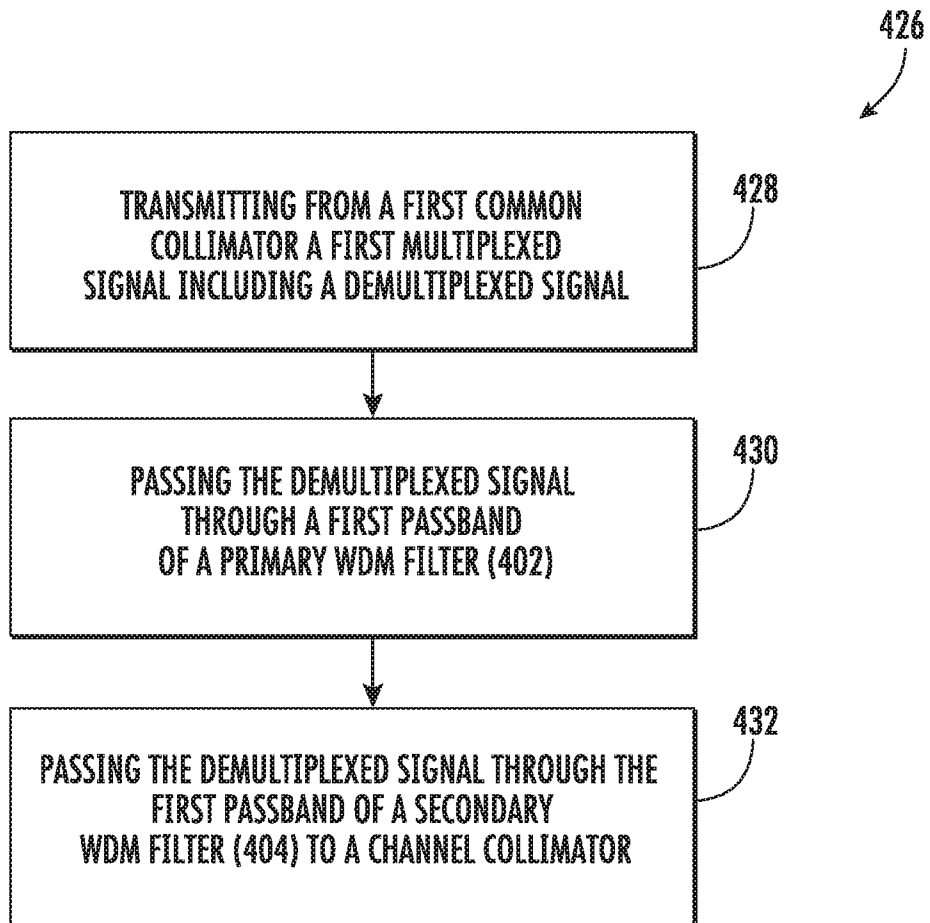 426
TRANSMITTING FROM A FIRST COMMON
COLLIMATOR A FIRST MULTIPLEXED
SIGNAL INCLUDING A DEMULTIPLEXED SIGNAL
428
PASSING THE DEMULTIPLEXED SIGNAL
THROUGH A FIRST PASSBAND
OF A PRIMARY WDM FILTER (402)
430
PASSING THE DEMULTIPLEXED SIGNAL THROUGH THE
FIRST PASSBAND OF A SECONDARY
WDM FILTER (404) TO A CHANNEL COLLIMATOR
432